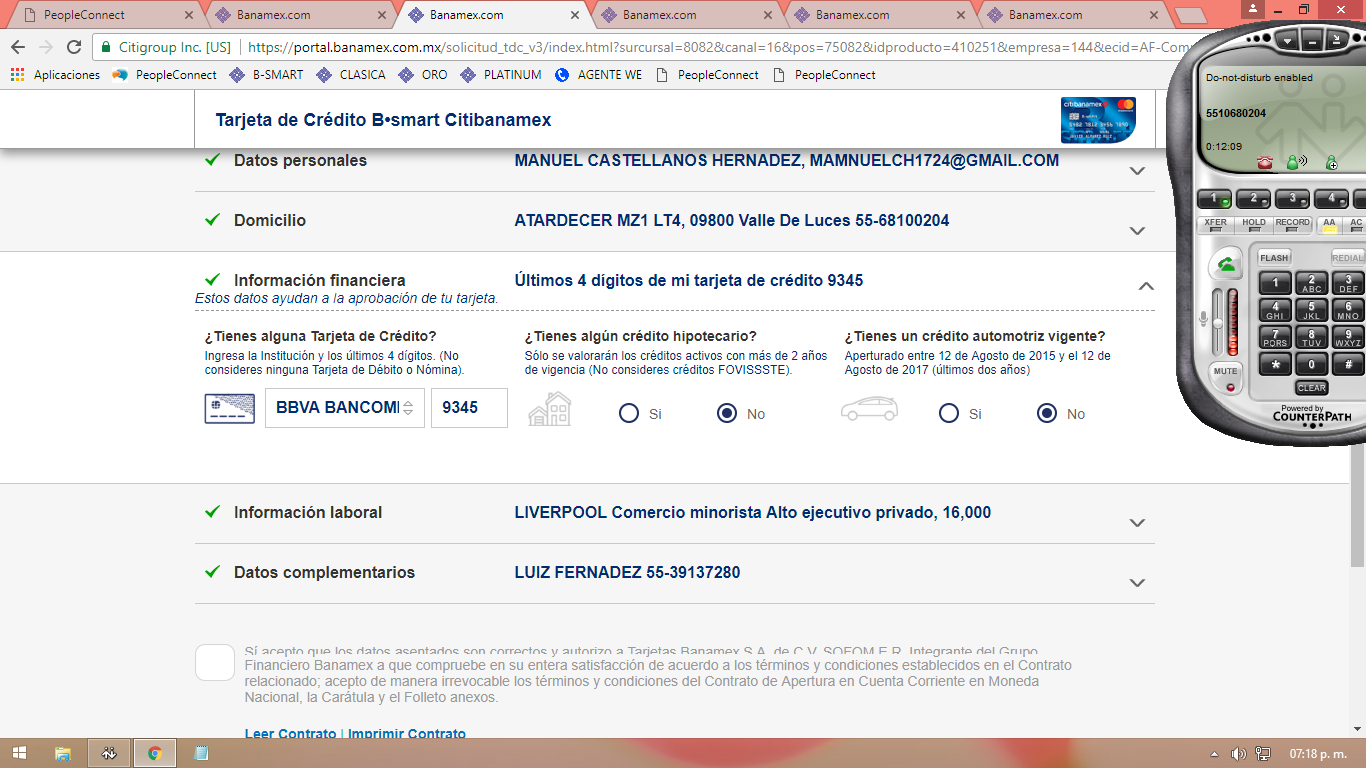 PeopleConnect
Banamex.com
Banamex.com
Banamex.com
Banamex.com
Banamex.com
Citigroup Inc. [US] https://portal.banamex.com.mx/solicitud_tdc_v3/index.html?sursursal=8082&canal=16&pos=75082&idproducto=410251&empresa=144&ecid=AF-Com
Aplicaciones PeopleConnect B-SMART CLASICA ORO PLATINUM AGENTE WE PeopleConnect PeopleConnect
Tarjeta de Crédito B•smart Citibanamex
citibanamex
Datos personales MANUEL CASTELLANOS HERNADEZ, MAMNUELCH1724@GMAIL.COM
Domicilio ATARDECER MZ1 LT4, 09800 Valle De Luces 55-68100204
Información financiera Últimos 4 dígitos de mi tarjeta de crédito 9345
Estos datos ayudan a la aprobación de tu tarjeta.
¿Tienes alguna Tarjeta de Crédito? ¿Tienes algún crédito hipotecario? ¿Tienes un crédito automotriz vigente?
Ingresa la Institución y los últimos 4 dígitos. (No Sólo se valorarán los créditos activos con más de 2 años Aperturado entre 12 de Agosto de 2015 y el 12 de
consideres ninguna Tarjeta de Débito o Nómina). de vigencia (No consideres créditos FOVISSSTE). Agosto de 2017 (últimos dos años)
BBVA BANCOM 9345 Si No Si No
Información laboral LIVERPOOL Comercio minorista Alto ejecutivo privado, 16,000
Datos complementarios LUIZ FERNADEZ 55-39137280
Sí acepto que los datos asentados son correctos y autorizo a Tarjetas Banamex S.A. de C.V. SOFOM E.R. Integrante del Grupo
Financiero Banamex a que compruebe en su entera satisfacción de acuerdo a los términos y condiciones establecidos en el Contrato
relacionado; acepto de manera irrevocable los términos y condiciones del Contrato de Apertura en Cuenta Corriente en Moneda
Nacional, la Carátula y el Folleto anexos.
Leer Contrato | Imprimir Contrato
Do-not-disturb enabled
5510680204
0:12:09
1 2 3 4
XFER HOLD RECORD AA AC
FLASH REDIAL
1 2 ABC 3 DEF
4 GHI 5 JKL 6 MNO
7 PQRS 8 TUV 9 WXYZ
* 0 #
MUTE
CLEAR
Powered by
COUNTERPATH
07:18 p. m.